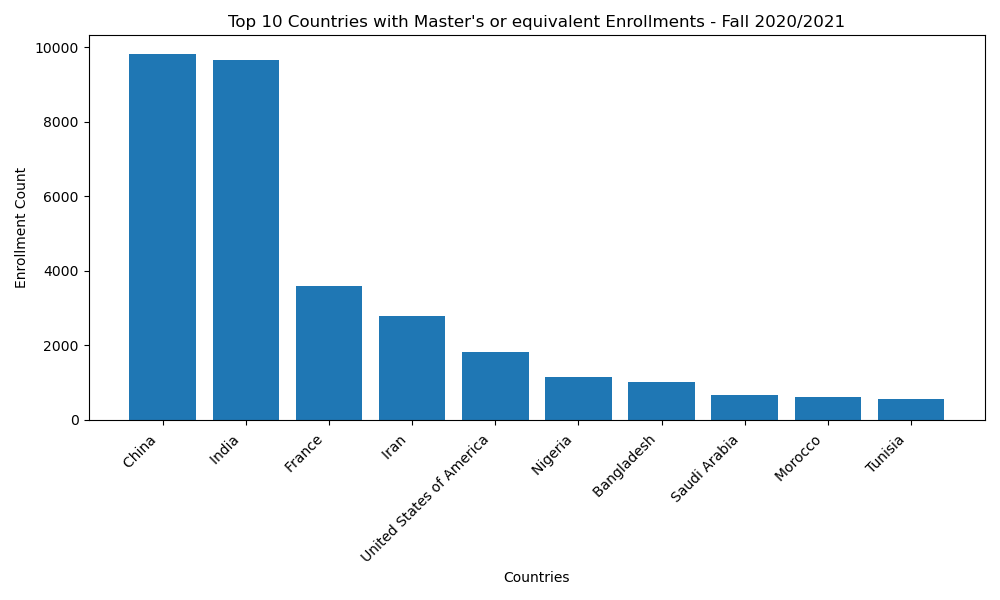 Top 10 Countries with Master's or equivalent Enrollments - Fall 2020/2021
Enrollment Count
10000
8000
6000
4000
2000
0
China
India
France
Iran
United States of America
Nigeria
Bangladesh
Saudi Arabia
Morocco
Tunisia
Countries